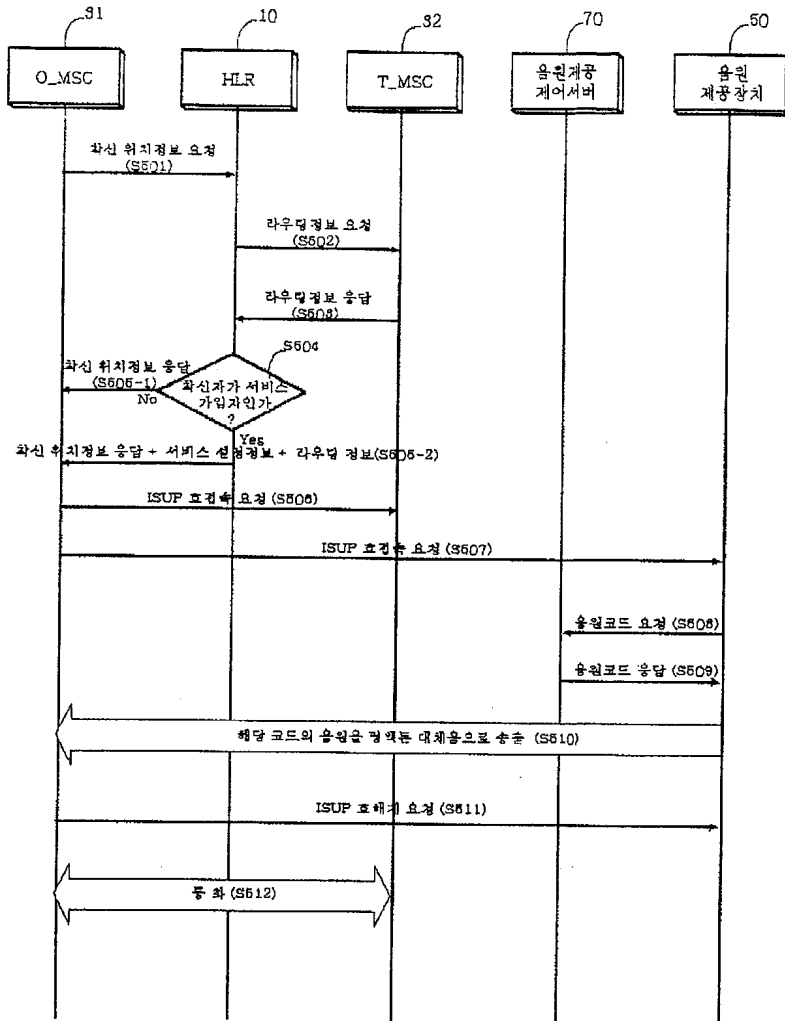 31
10
32
70
50
O_MSC
HLR
T_MSC
음원제공
제어서버
음원
제공장치
착신 위치정보 요청
(S501)
라우팅정보 요청
(S502)
라우팅정보 응답
(S503)
S504
착신 위치정보 응답
(S505-1)
No
착신자가 서비스
가입자인가
?
Yes
착신 위치정보 응답 + 서비스 설정정보 + 라우팅 정보(S505-2)
ISUP 호접속 요청 (S506)
ISUP 호접속 요청 (S507)
음원코드 요청 (S508)
음원코드 응답 (S509)
해당 코드의 음원을 링백톤 대체음으로 송출 (S510)
ISUP 호해제 요청 (S511)
통 화 (S512)